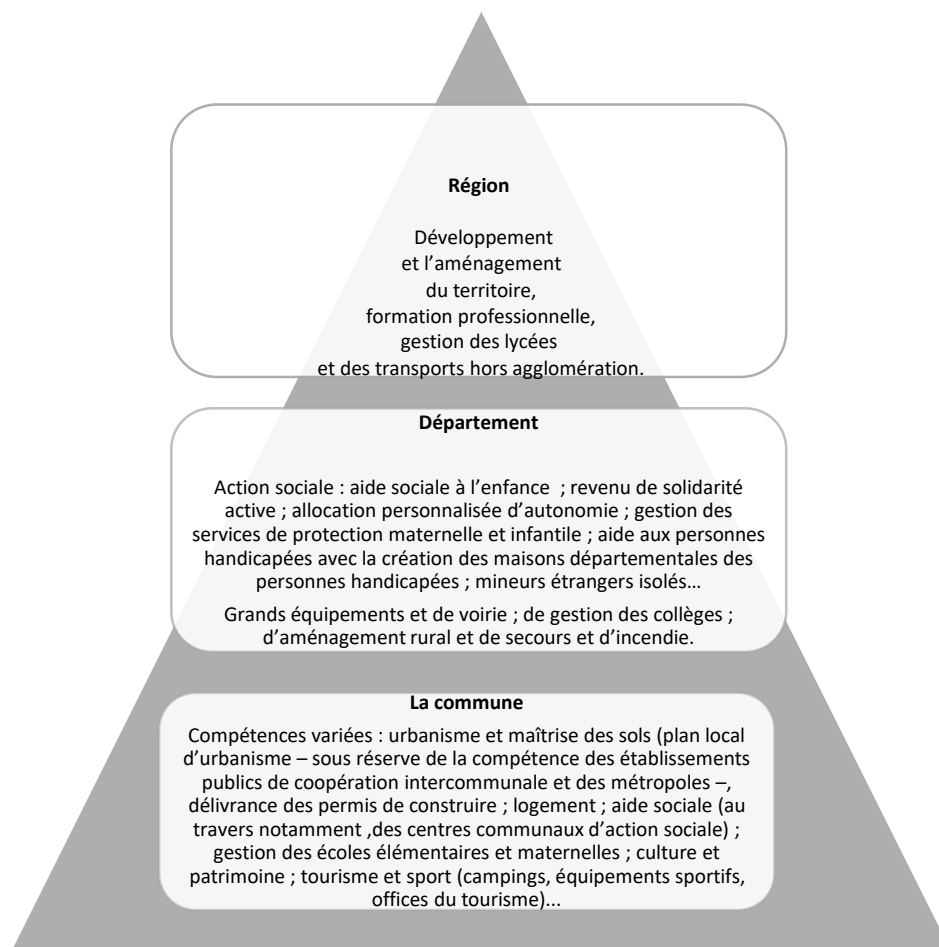 Région
Développement
et l’aménagement
du territoire,
formation professionnelle,
gestion des lycées
et des transports hors agglomération.
Département
Action sociale : aide sociale à l’enfance ; revenu de solidarité
active ; allocation personnalisée d’autonomie ; gestion des
services de protection maternelle et infantile ; aide aux personnes
handicapées avec la création des maisons départementales des
personnes handicapées ; mineurs étrangers isolés…
Grands équipements et de voirie ; de gestion des collèges ;
d’aménagement rural et de secours et d’incendie.
La commune
Compétences variées : urbanisme et maîtrise des sols (plan local
d’urbanisme – sous réserve de la compétence des établissements
publics de coopération intercommunale et des métropoles –,
délivrance des permis de construire ; logement ; aide sociale (au
travers notamment ,des centres communaux d’action sociale) ;
gestion des écoles élémentaires et maternelles ; culture et
patrimoine ; tourisme et sport (campings, équipements sportifs,
offices du tourisme)...